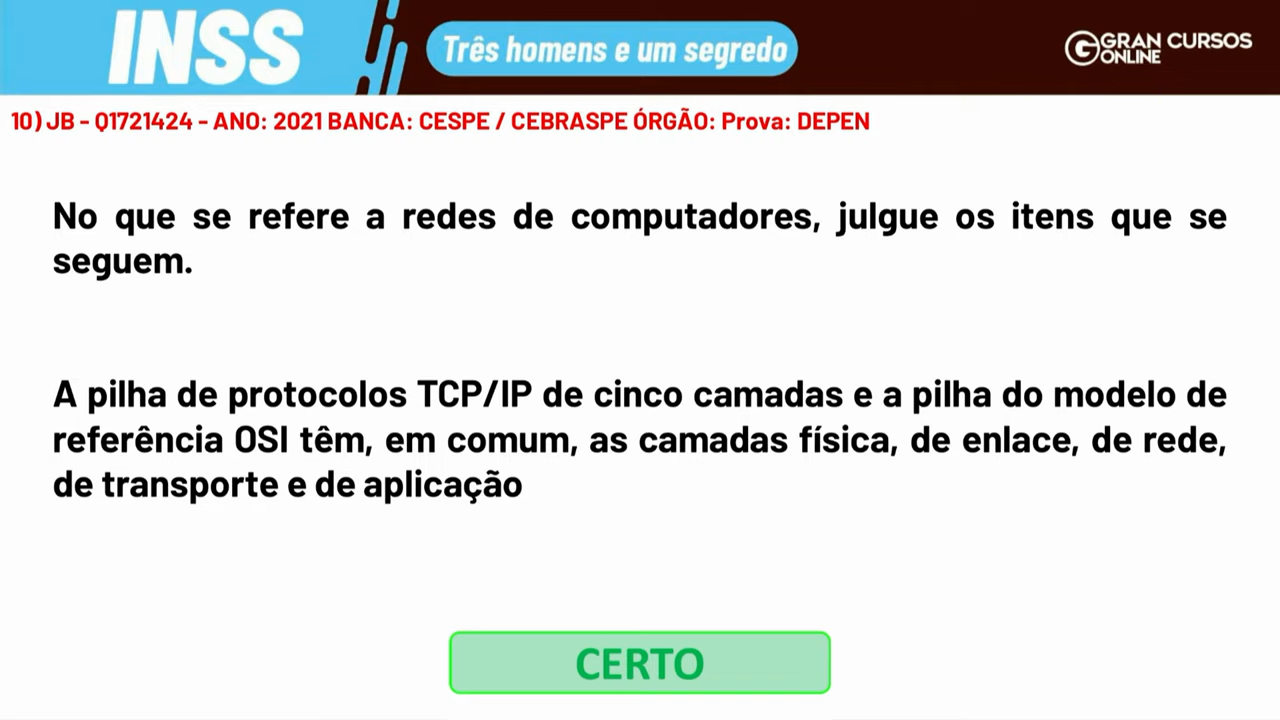 INSS
Três homens e um segredo
GRAN CURSOS
ONLINE
10) JB - Q1721424 - ANO: 2021 BANCA: CESPE / CEBRASPE ÓRGÃO: Prova: DEPEN
No que se refere a redes de computadores, julgue os itens que se
seguem.
A pilha de protocolos TCP/IP de cinco camadas e a pilha do modelo de
referência OSI têm, em comum, as camadas física, de enlace, de rede,
de transporte e de aplicação
CERTO